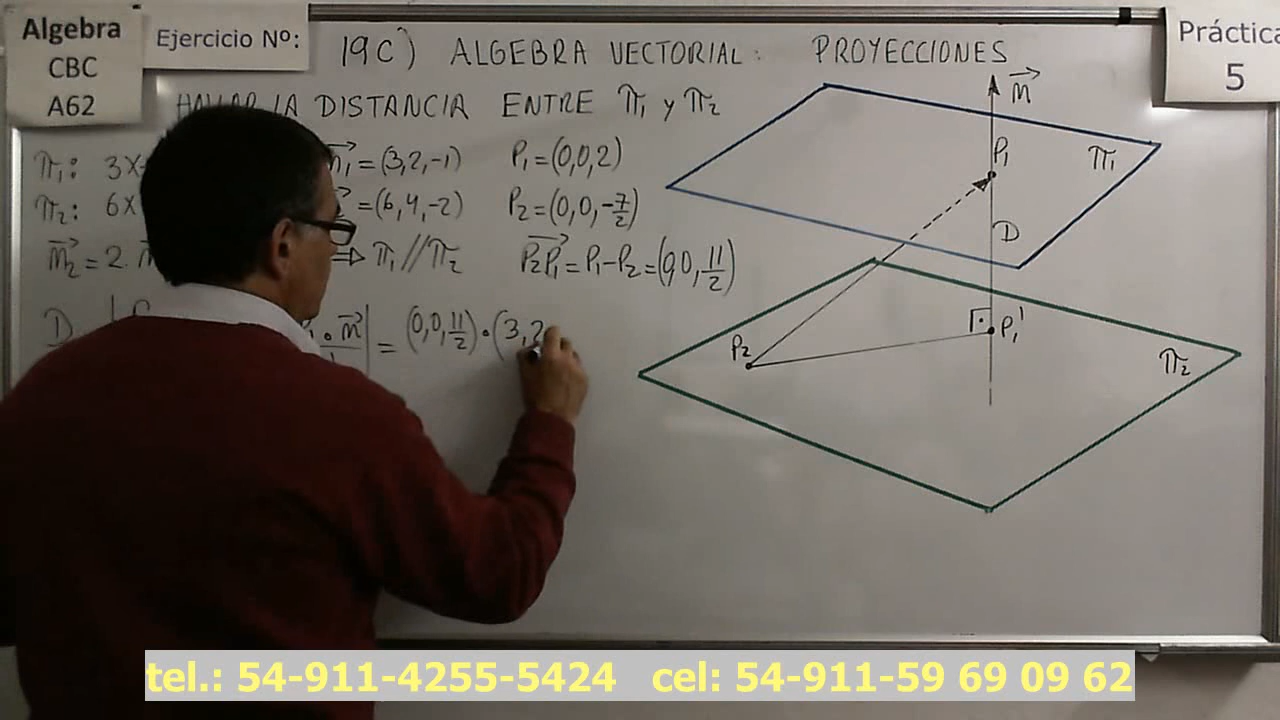 Algebra
CBC
A62
Ejercicio Nº:
Práctica
5
19C) ALGEBRA VECTORIAL: PROYECCIONES
HALLAR LA DISTANCIA ENTRE π₁ y π₂
π₁: 3X
= (3,2,-1) P₁ = (0,0,2)
π₂: 6X
= (6,4,-2) P₂ = (0,0,-7/2)
n₂ = 2.
⇒ π₁//π₂ P₂P₁ = P₁-P₂ = (0,0,11/2)
D
· n| = (0,0,11/2) · (3,2
n
P₁
π₁
D
P₁'
P₂
π₂
tel.: 54-911-4255-5424 cel: 54-911-59 69 09 62